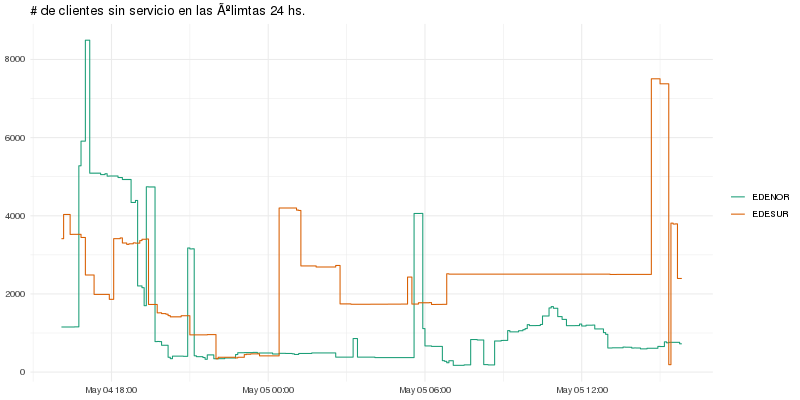 # de clientes sin servicio en las Ãºlimtas 24 hs.
8000
6000
4000
2000
0
May 04 18:00
May 05 00:00
May 05 06:00
May 05 12:00
EDENOR
EDESUR